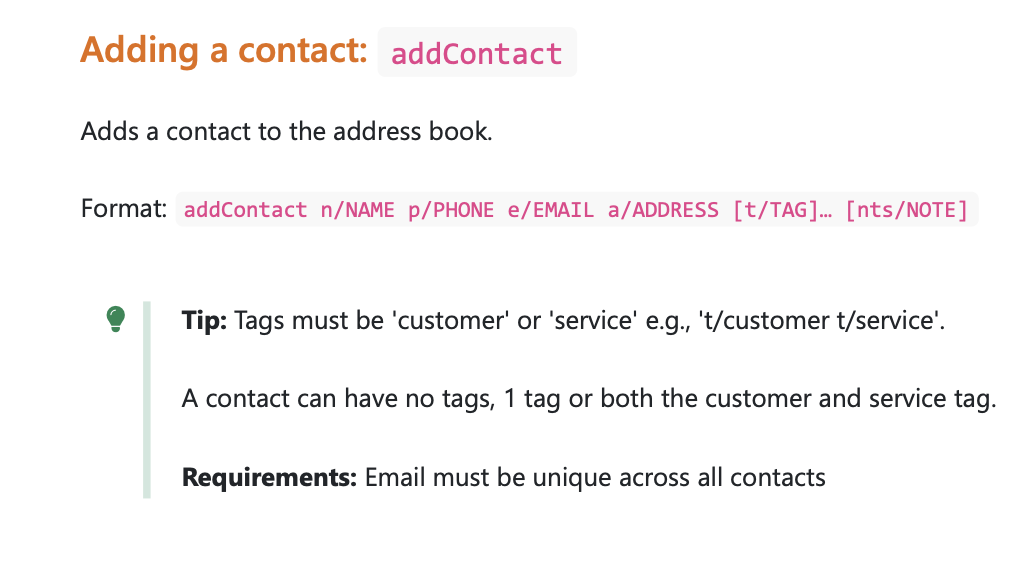 Adding a contact: addContact
Adds a contact to the address book.
Format: addContact n/NAME p/PHONE e/EMAIL a/ADDRESS [t/TAG]… [nts/NOTE]
Tip: Tags must be 'customer' or 'service' e.g., 't/customer t/service'.
A contact can have no tags, 1 tag or both the customer and service tag.
Requirements: Email must be unique across all contacts